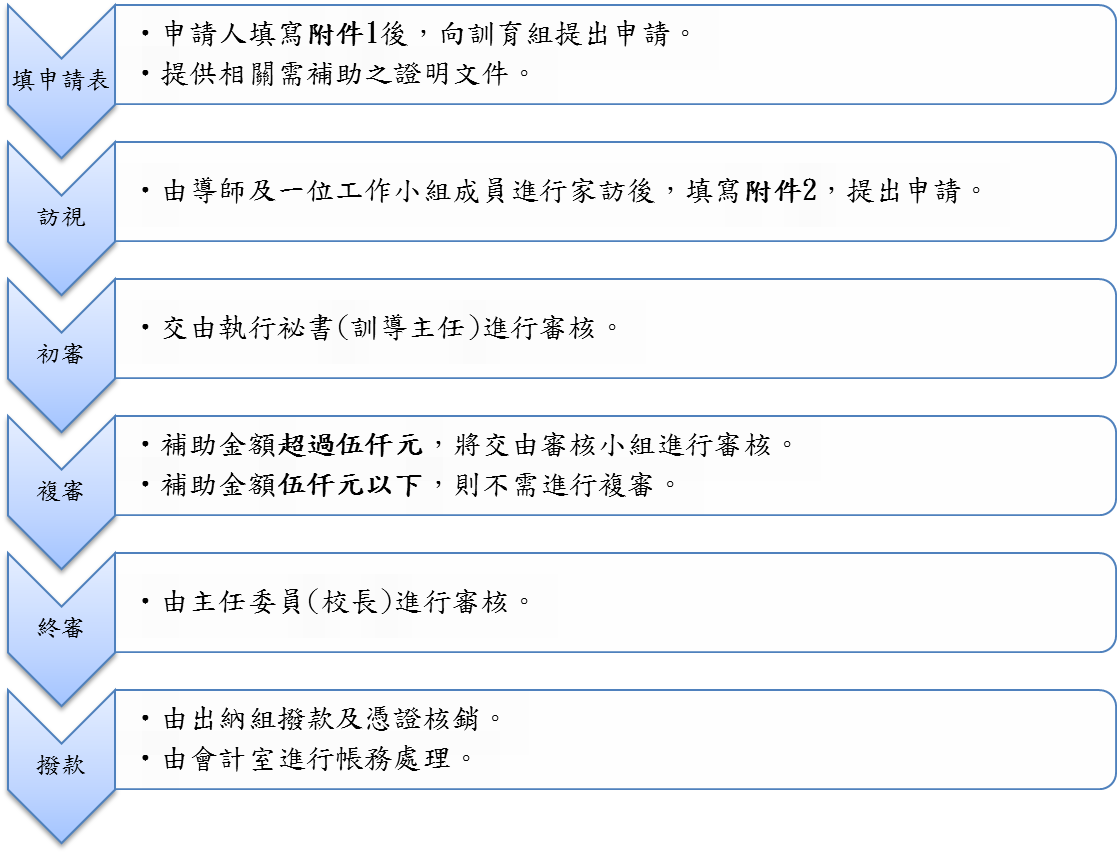 填申請表
・申請人填寫附件1後，向訓育組提出申請。
・提供相關需補助之證明文件。
訪視
・由導師及一位工作小組成員進行家訪後，填寫附件2，提出申請。
初審
・交由執行祕書(訓導主任)進行審核。
複審
・補助金額超過伍仟元，將交由審核小組進行審核。
・補助金額伍仟元以下，則不需進行複審。
終審
・由主任委員(校長)進行審核。
撥款
・由出納組撥款及憑證核銷。
・由會計室進行帳務處理。